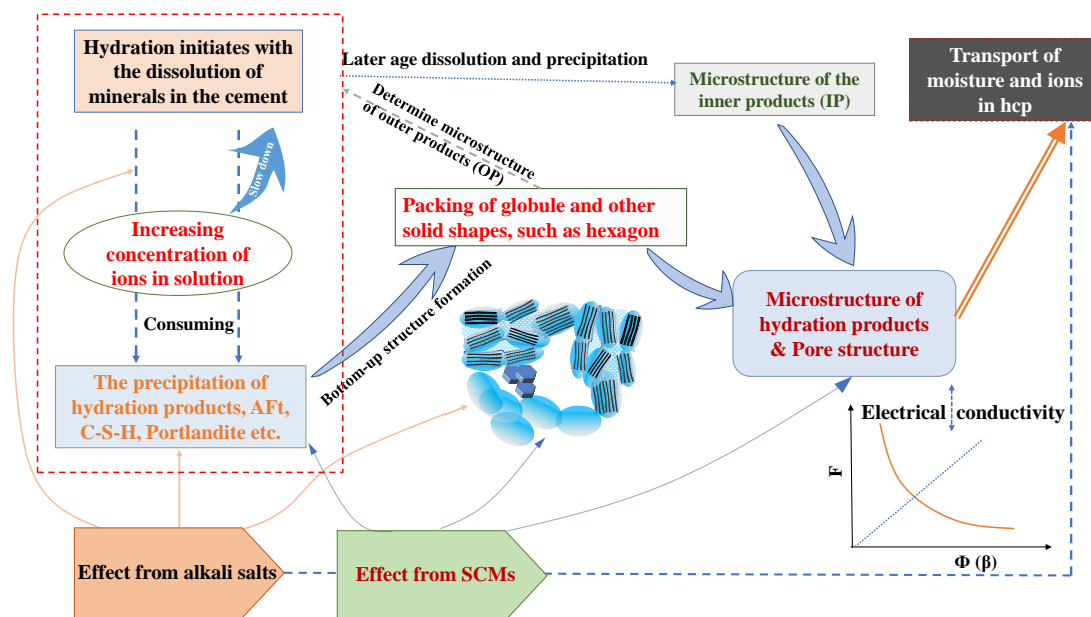 Hydration initiates with
the dissolution of
minerals in the cement
Slow down
Increasing
concentration of
ions in solution
Consuming
The precipitation of
hydration products, AFt,
C-S-H, Portlandite etc.
Later age dissolution and precipitation
Determine microstructure
of outer products (OP)
Microstructure of the
inner products (IP)
Transport of
moisture and ions
in hcp
Packing of globule and other
solid shapes, such as hexagon
Bottom-up structure formation
Microstructure of
hydration products
& Pore structure
Electrical conductivity
F
Φ (β)
Effect from alkali salts
Effect from SCMs